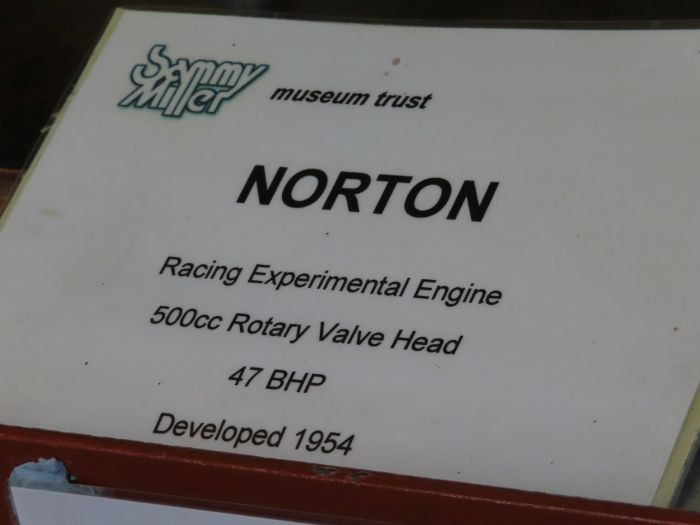 Sammy Miller museum trust
NORTON
Racing Experimental Engine
500cc Rotary Valve Head
47 BHP
Developed 1954